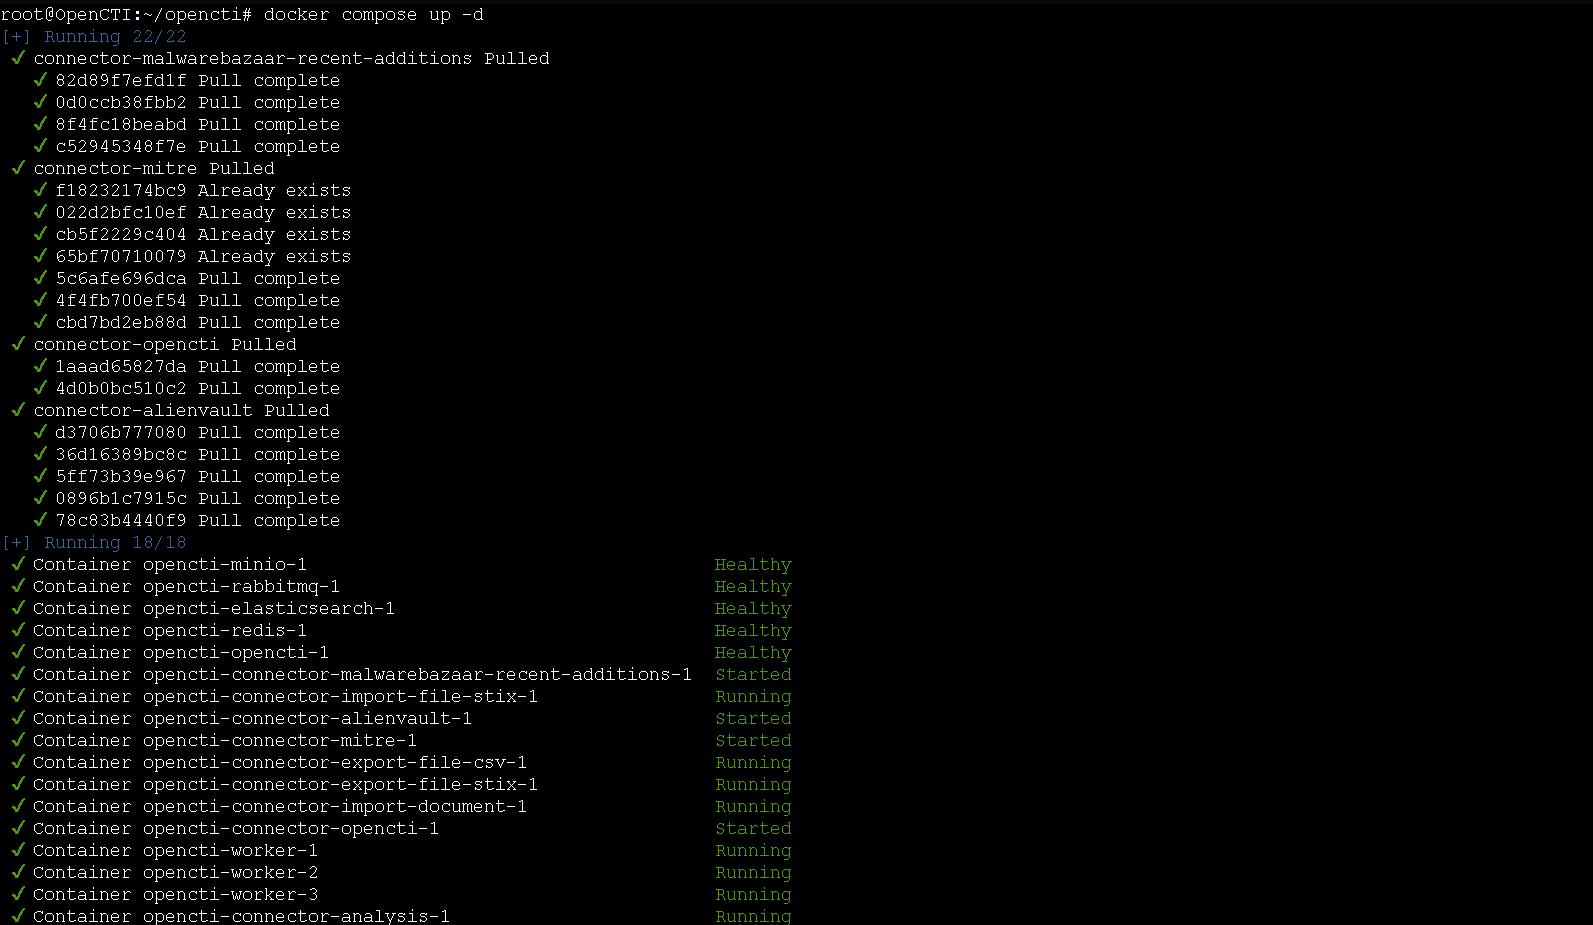 root@OpenCTI:~/opencti# docker compose up -d
[+] Running 22/22
✓ connector-malwarebazaar-recent-additions Pulled
✓ 82d89f7efd1f Pull complete
✓ 0d0ccb38fbb2 Pull complete
✓ 8f4fc18beabd Pull complete
✓ c52945348f7e Pull complete
✓ connector-mitre Pulled
✓ f18232174bc9 Already exists
✓ 022d2bfc10ef Already exists
✓ cb5f2229c404 Already exists
✓ 65bf70710079 Already exists
✓ 5c6afe696dca Pull complete
✓ 4f4fb700ef54 Pull complete
✓ cbd7bd2eb88d Pull complete
✓ connector-opencti Pulled
✓ 1aaad65827da Pull complete
✓ 4d0b0bc510c2 Pull complete
✓ connector-alienvault Pulled
✓ d3706b777080 Pull complete
✓ 36d16389bc8c Pull complete
✓ 5ff73b39e967 Pull complete
✓ 0896b1c7915c Pull complete
✓ 78c83b4440f9 Pull complete
[+] Running 18/18
✓ Container opencti-minio-1 Healthy
✓ Container opencti-rabbitmq-1 Healthy
✓ Container opencti-elasticsearch-1 Healthy
✓ Container opencti-redis-1 Healthy
✓ Container opencti-opencti-1 Healthy
✓ Container opencti-connector-malwarebazaar-recent-additions-1 Started
✓ Container opencti-connector-import-file-stix-1 Running
✓ Container opencti-connector-alienvault-1 Started
✓ Container opencti-connector-mitre-1 Started
✓ Container opencti-connector-export-file-csv-1 Running
✓ Container opencti-connector-export-file-stix-1 Running
✓ Container opencti-connector-import-document-1 Running
✓ Container opencti-connector-opencti-1 Started
✓ Container opencti-worker-1 Running
✓ Container opencti-worker-2 Running
✓ Container opencti-worker-3 Running
✓ Container opencti-connector-analysis-1 Running